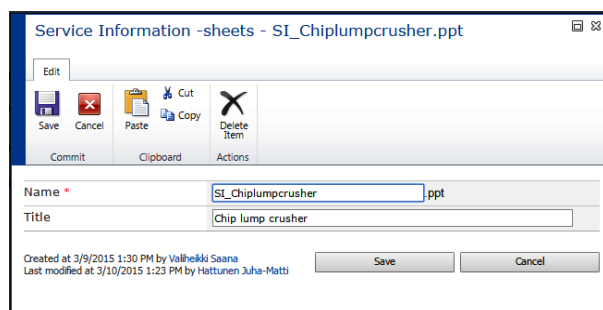 Service Information -sheets - SI_Chiplumpcrusher.ppt
Edit
Save
Cancel
Paste
Cut
Copy
Delete
Item
Commit
Clipboard
Actions
Name *
SI_Chiplumpcrusher .ppt
Title
Chip lump crusher
Created at 3/9/2015 1:30 PM by Valiheikki Saana
Last modified at 3/10/2015 1:23 PM by Hattunen Juha-Matti
Save
Cancel